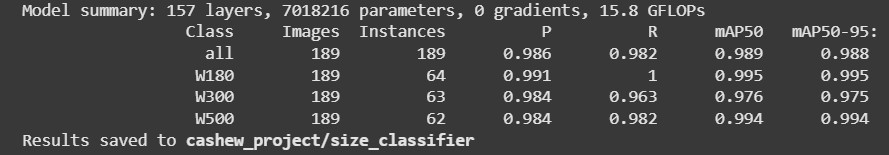 Model summary: 157 layers, 7018216 parameters, 0 gradients, 15.8 GFLOPs
Class Images Instances P R mAP50 mAP50-95:
all 189 189 0.986 0.982 0.989 0.988
W180 189 64 0.991 1 0.995 0.995
W300 189 63 0.984 0.963 0.976 0.975
W500 189 62 0.984 0.982 0.994 0.994
Results saved to cashew_project/size_classifier